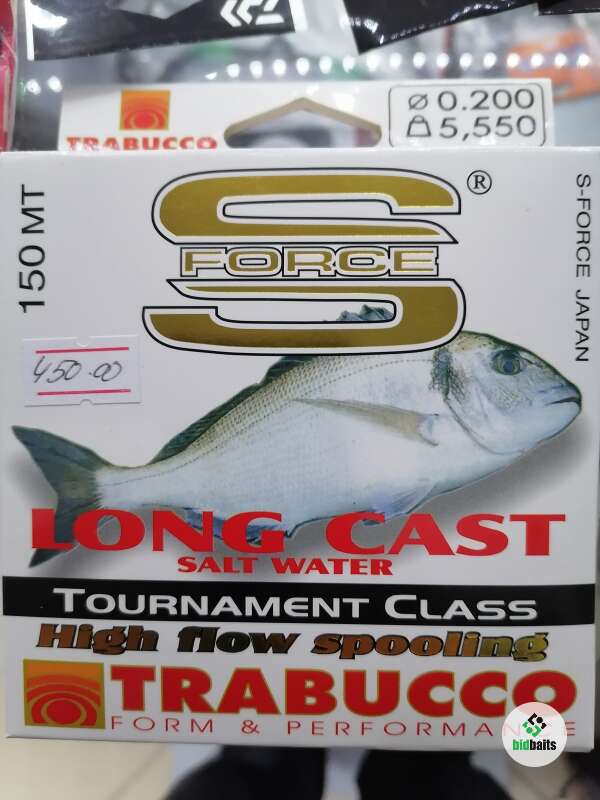 TRABUCCO
Ø 0.200
5,550
150 MT
S
FORCE
®
S-FORCE JAPAN
450.00
LONG CAST
SALT WATER
TOURNAMENT CLASS
High flow spooling
TRABUCCO
FORM & PERFORMANCE
bidbaits